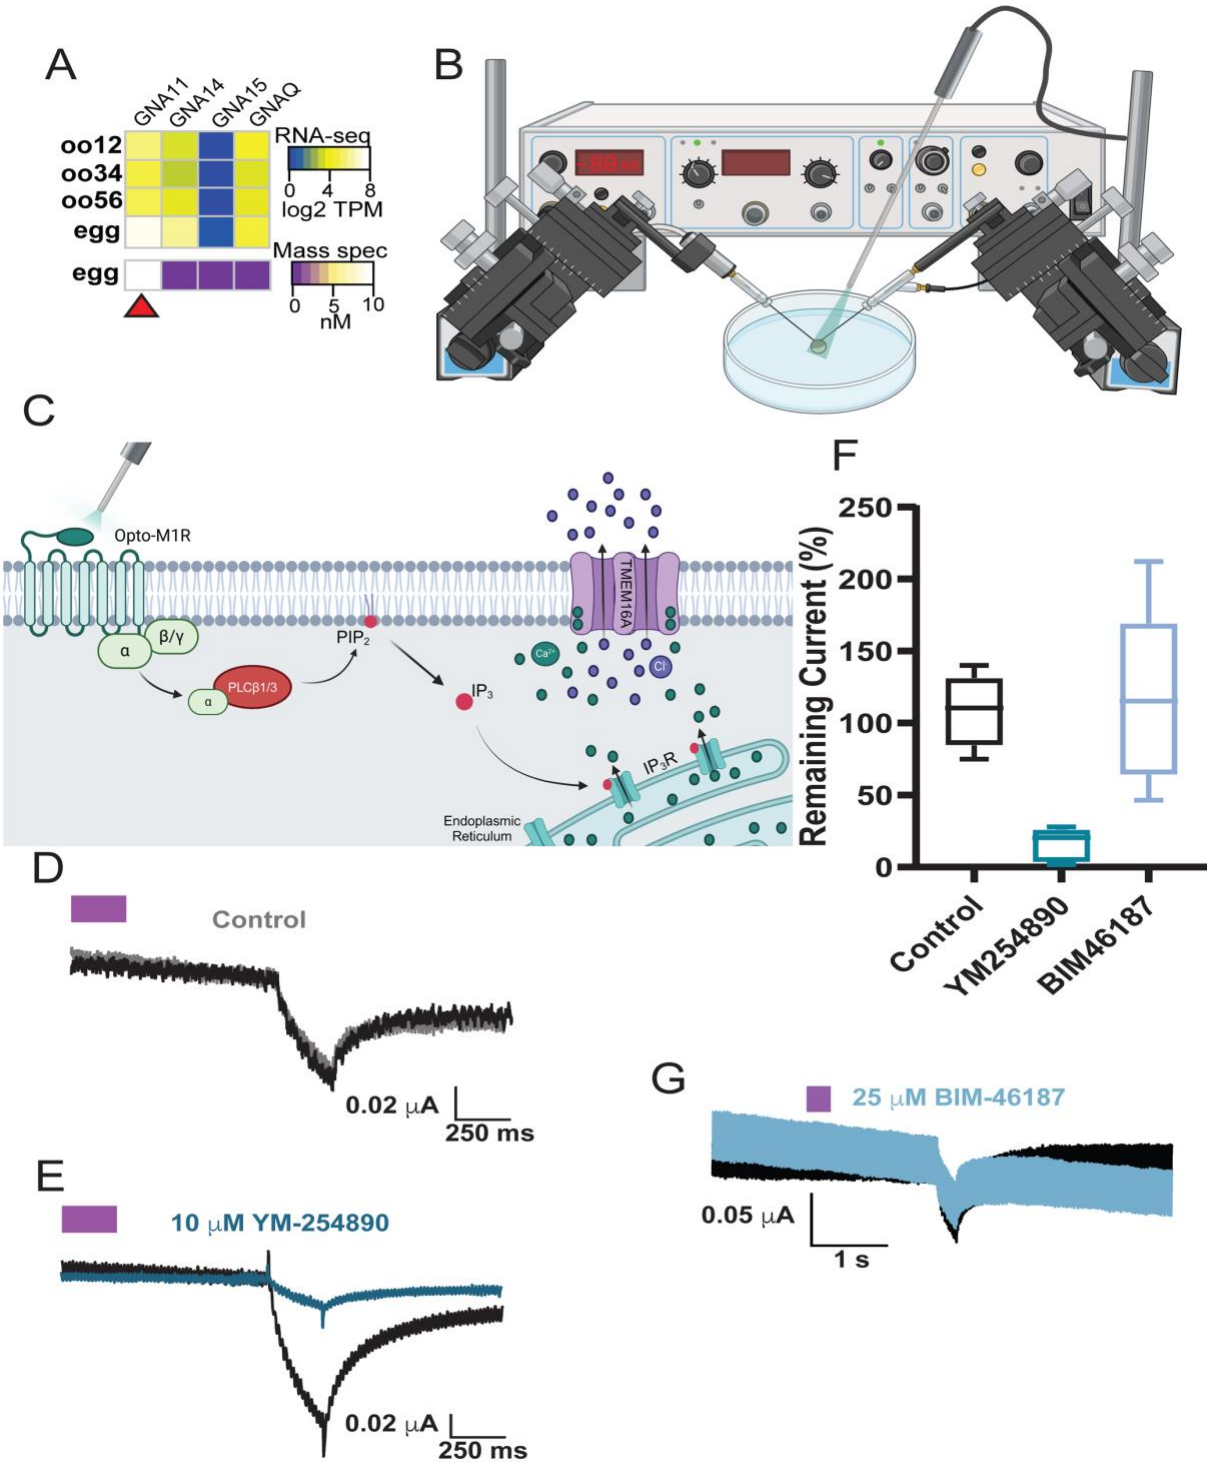 A
GNA11 GNA14 GNA15 GNAQ
oo12
oo34
oo56
egg
egg
RNA-seq
0 4 8
log2 TPM
Mass spec
0 5 10
nM
B
C
Opto-M1R
α
β/γ
α
PLCβ1/3
PIP2
IP3
TMEM16A
Ca2+
Cl-
IP3R
Endoplasmic
Reticulum
D
Control
0.02 μA
250 ms
E
10 μM YM-254890
0.02 μA
250 ms
F
Remaining Current (%)
250
200
150
100
50
0
Control
YM254890
BIM46187
G
25 μM BIM-46187
0.05 μA
1 s